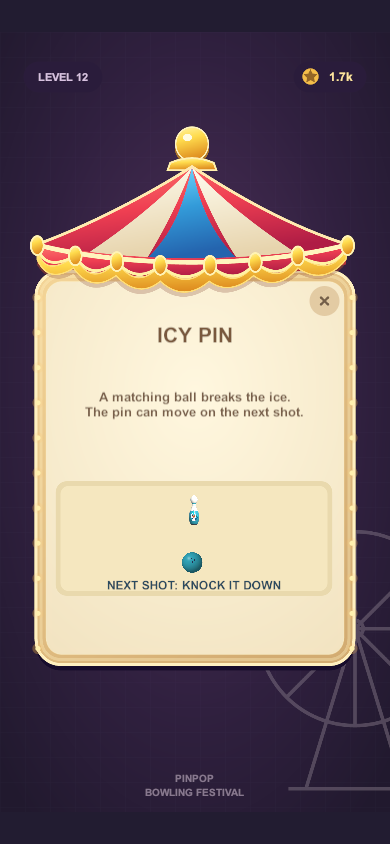 LEVEL 12
1.7k
ICY PIN
A matching ball breaks the ice.
The pin can move on the next shot.
NEXT SHOT: KNOCK IT DOWN
PINPOP
BOWLING FESTIVAL